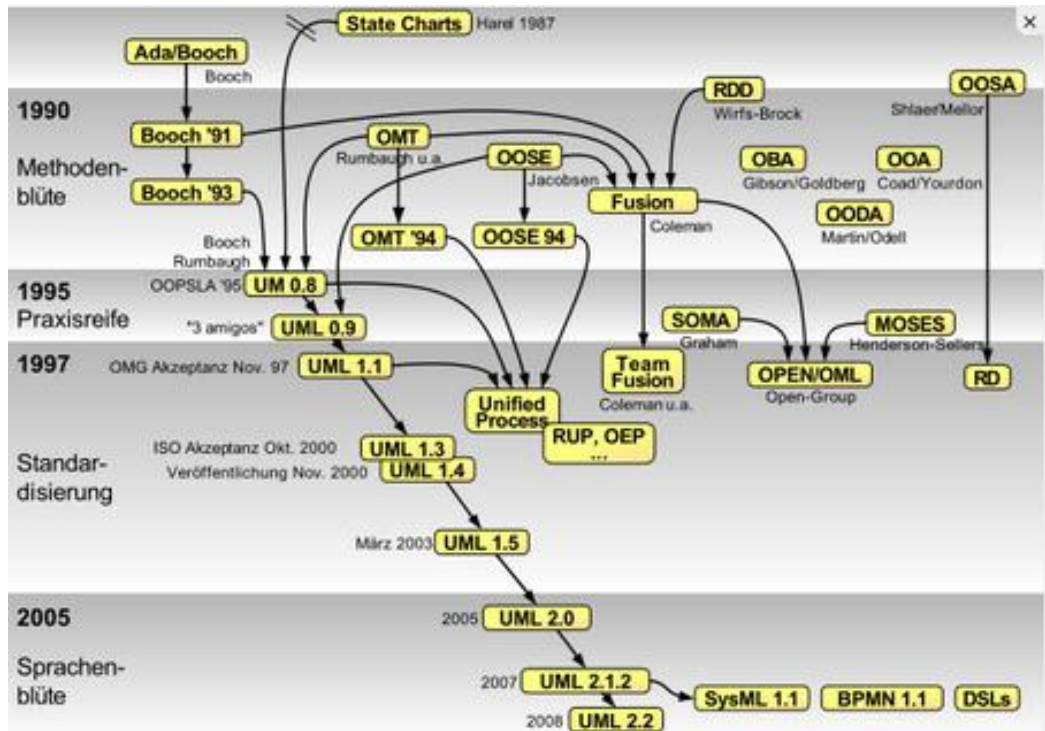 State Charts Harel 1987
×
Ada/Booch
Booch
RDD
OOSA
1990
Wirfs-Brock
Shlaer/Mellor
Booch '91
OMT
Rumbaugh u.a.
OOSE
OBA
OOA
Methoden-
blüte
Jacobsen
Gibson/Goldberg
Coad/Yourdon
Booch '93
Fusion
OODA
Coleman
OMT '94
OOSE 94
Martin/Odell
Booch
Rumbaugh
OOPSLA '95 UM 0.8
1995
Praxisreife
"3 amigos" UML 0.9
SOMA
MOSES
Graham
Henderson-Sellers
1997
OMG Akzeptanz Nov. 97 UML 1.1
Team
Fusion
OPEN/OML
RD
Coleman u.a.
Open-Group
Unified
Process
RUP, OEP
...
ISO Akzeptanz Okt. 2000 UML 1.3
Veröffentlichung Nov. 2000 UML 1.4
Standar-
disierung
März 2003 UML 1.5
2005
2005 UML 2.0
Sprachen-
blüte
2007 UML 2.1.2
SysML 1.1
BPMN 1.1
DSLs
2008 UML 2.2